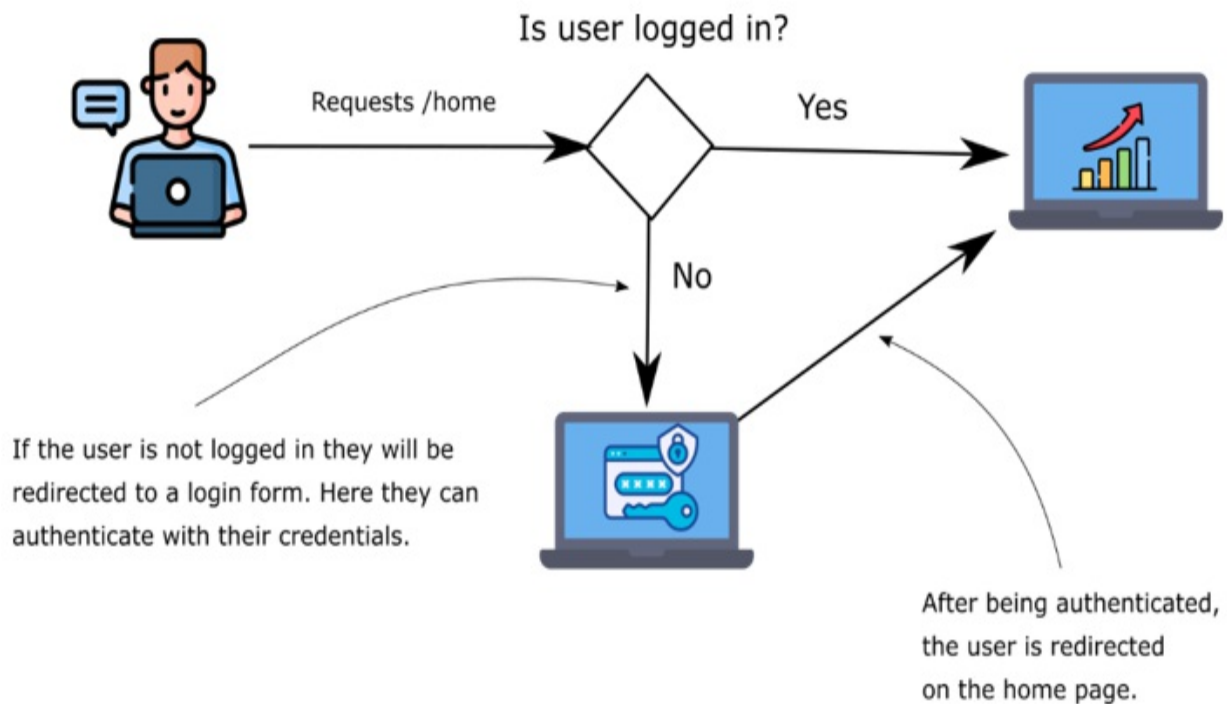 Is user logged in?
Requests /home
Yes
No
If the user is not logged in they will be
redirected to a login form. Here they can
authenticate with their credentials.
After being authenticated,
the user is redirected
on the home page.